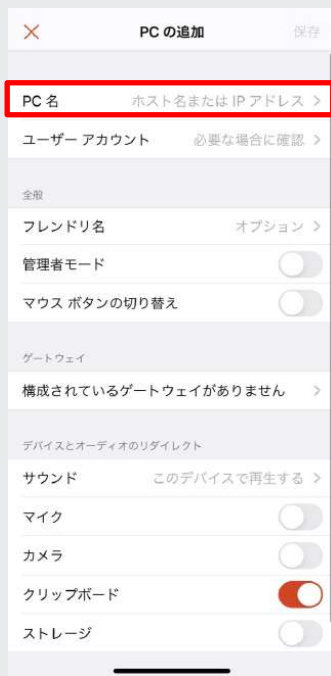 PC の追加 保存
PC 名 ホスト名または IP アドレス
ユーザー アカウント 必要な場合に確認
全般
フレンドリ名 オプション
管理者モード
マウス ボタンの切り替え
ゲートウェイ
構成されているゲートウェイがありません
デバイスとオーディオのリダイレクト
サウンド このデバイスで再生する
マイク
カメラ
クリップボード
ストレージ